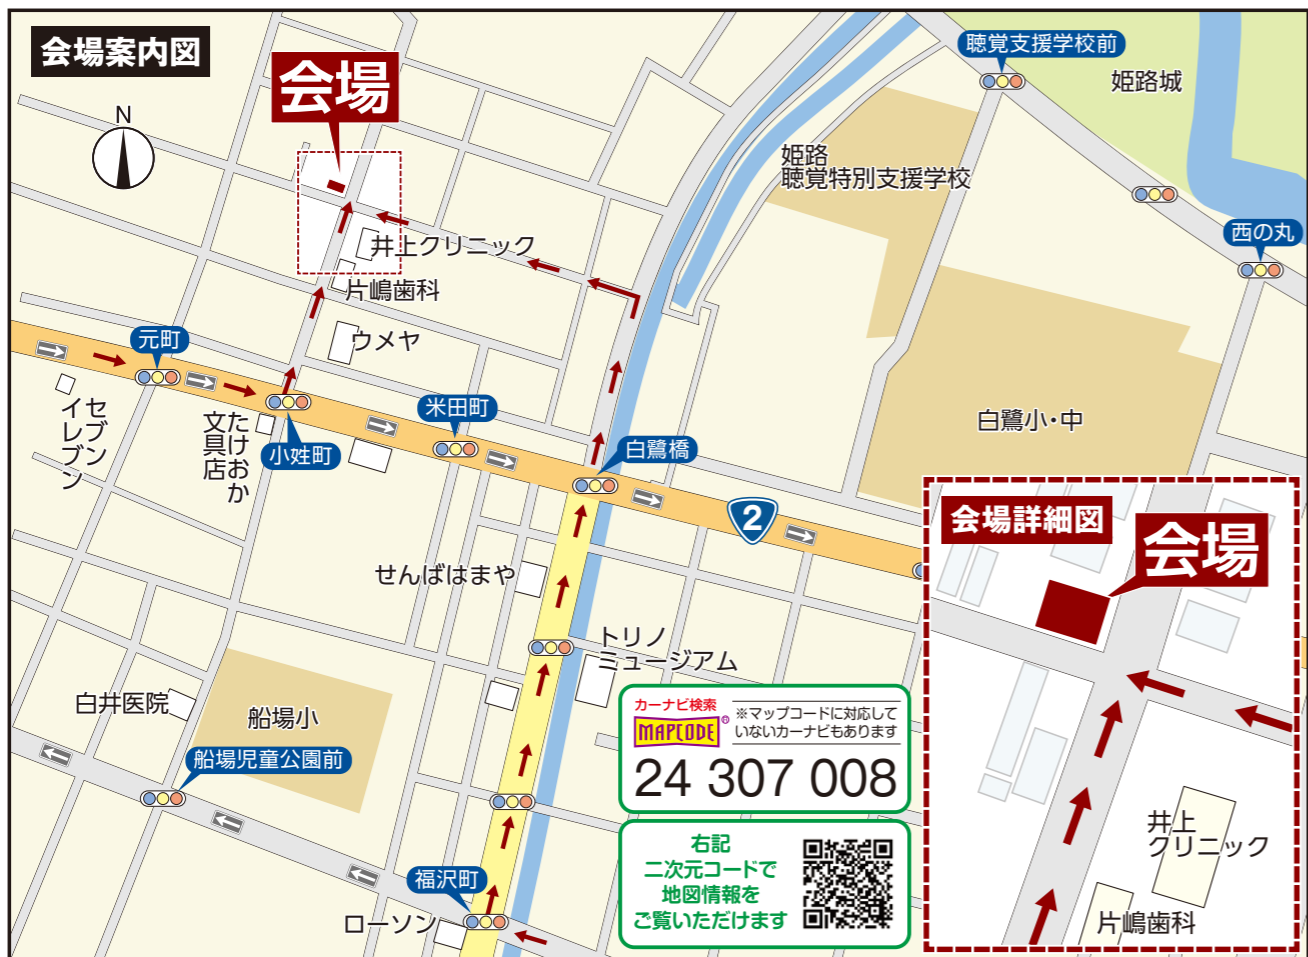 会場案内図
N
会場
聴覚支援学校前
姫路城
姫路
聴覚特別支援学校
西の丸
井上クリニック
片嶋歯科
ウメヤ
元町
セブン
イレブン
たけおか
文具店
小姓町
米田町
白鷺橋
2
白鷺小・中
せんばはまや
トリノ
ミュージアム
白井医院
船場小
船場児童公園前
福沢町
ローソン
カーナビ検索
MAPCODE®
※マップコードに対応して
いないカーナビもあります
24 307 008
右記
二次元コードで
地図情報を
ご覧いただけます
会場詳細図
会場
井上
クリニック
片嶋歯科